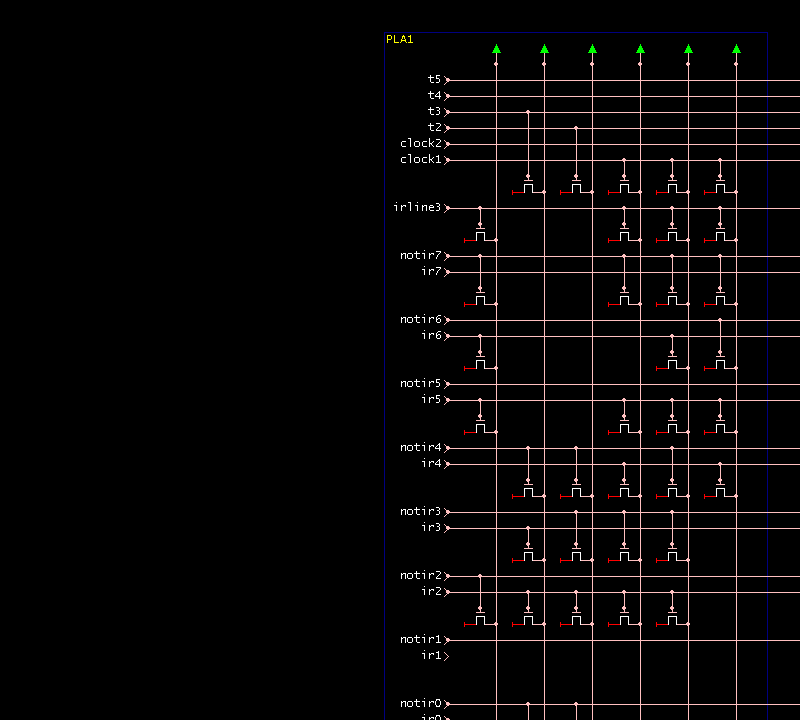 PLA1
t5
t4
t3
t2
clock2
clock1
irline3
notir7
ir7
notir6
ir6
notir5
ir5
notir4
ir4
notir3
ir3
notir2
ir2
notir1
ir1
notir0
ir0